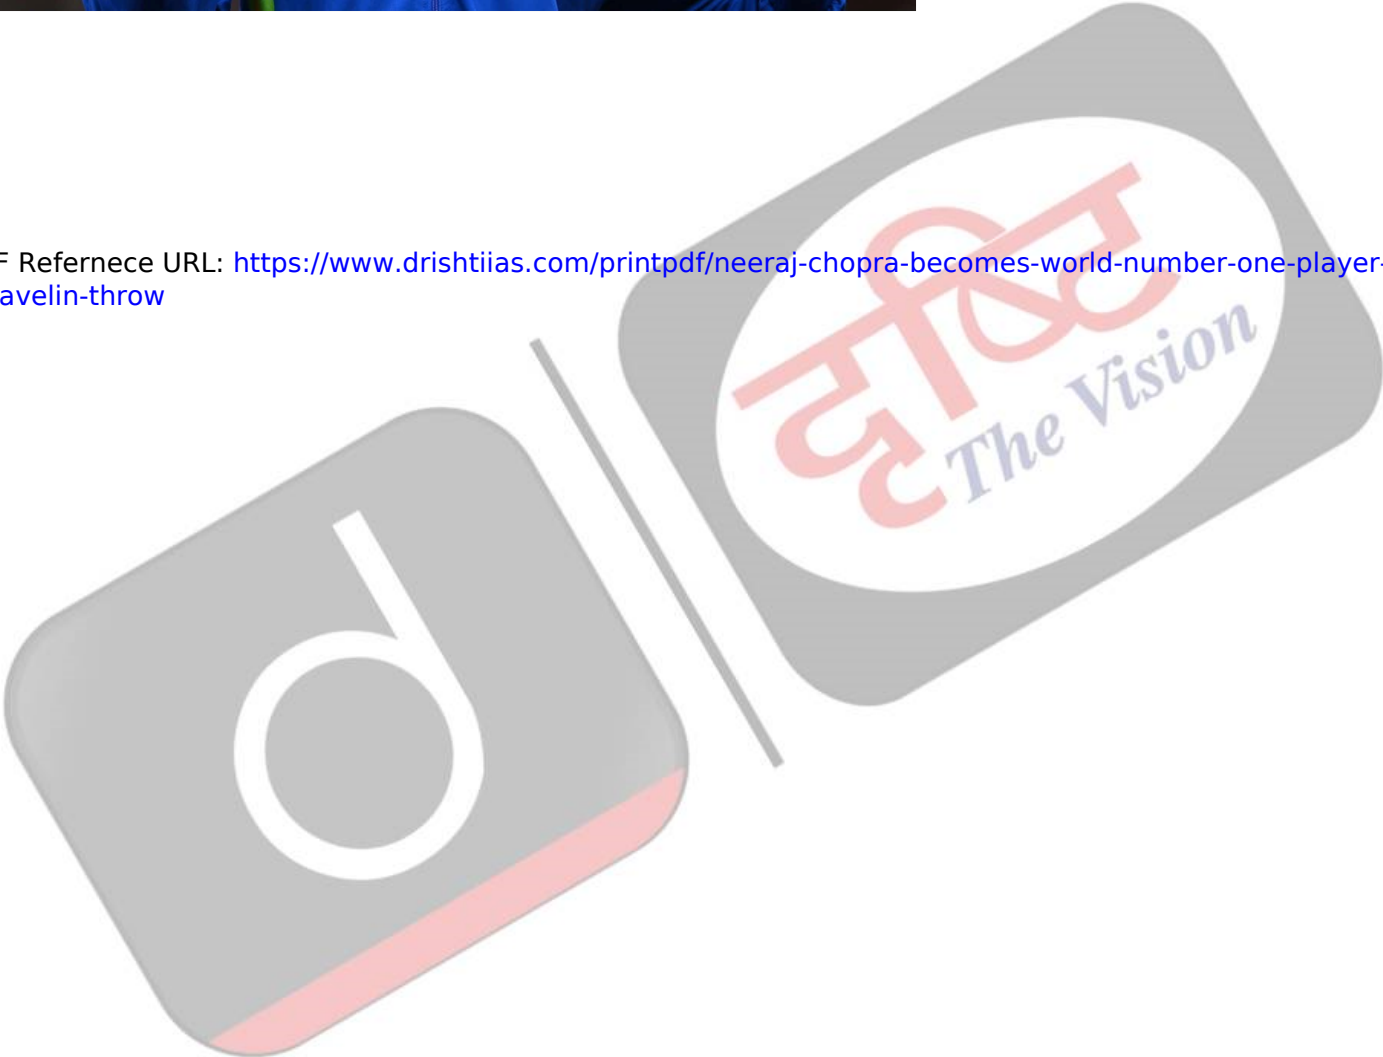 F Refernece URL: https://www.drishtiias.com/printpdf/neeraj-chopra-becomes-world-number-one-player-
avelin-throw
दृष्टि
The Vision
d